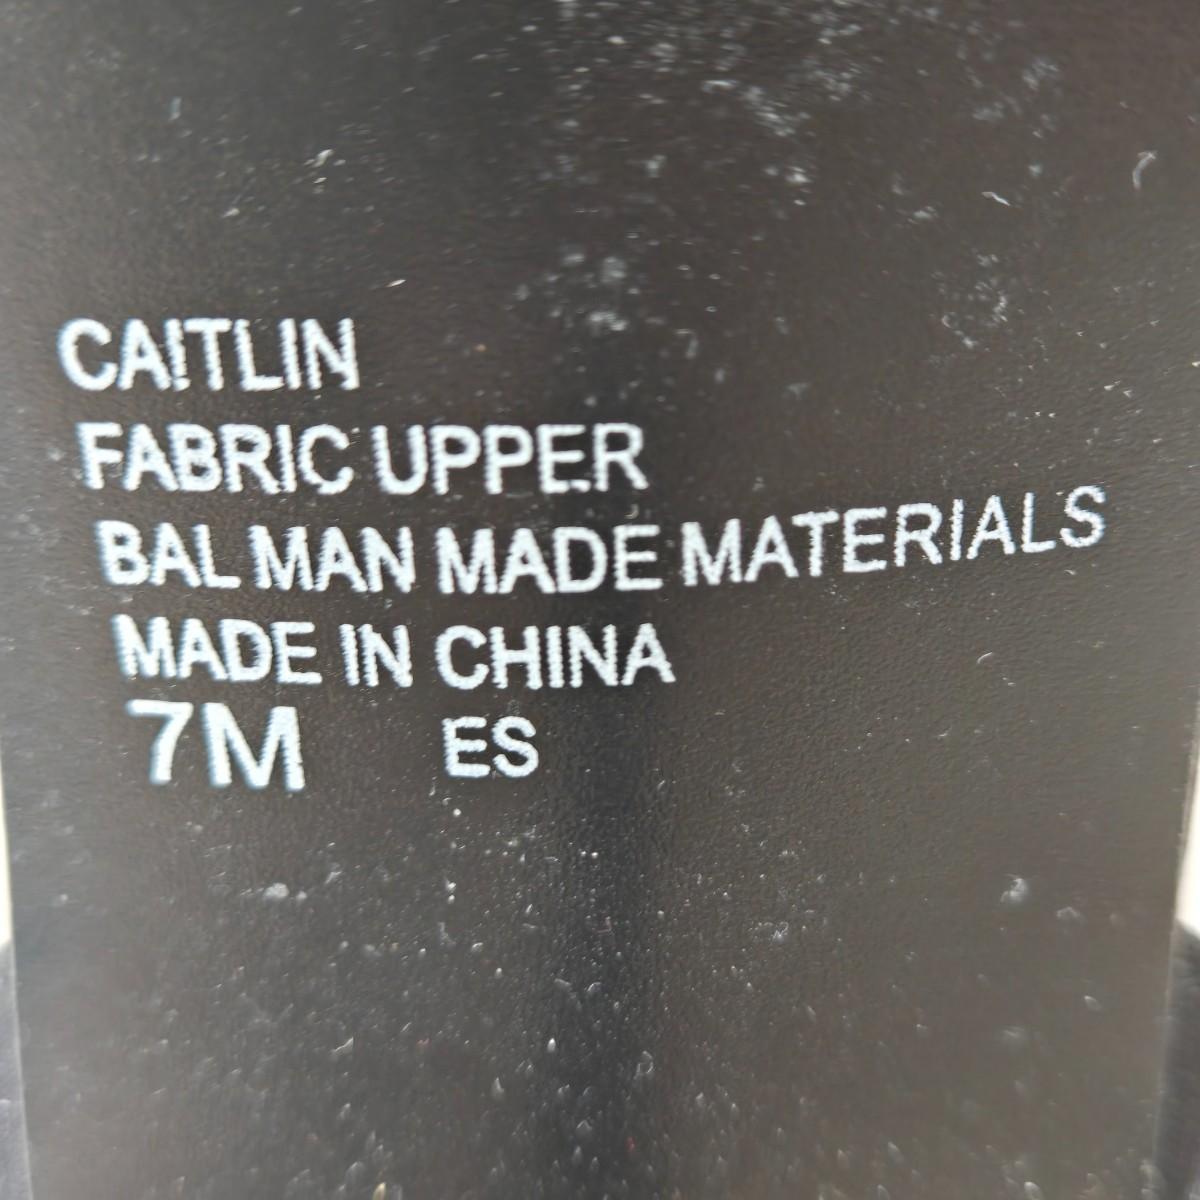 CAITLIN
FABRIC UPPER
BAL MAN MADE MATERIALS
MADE IN CHINA
7M ES